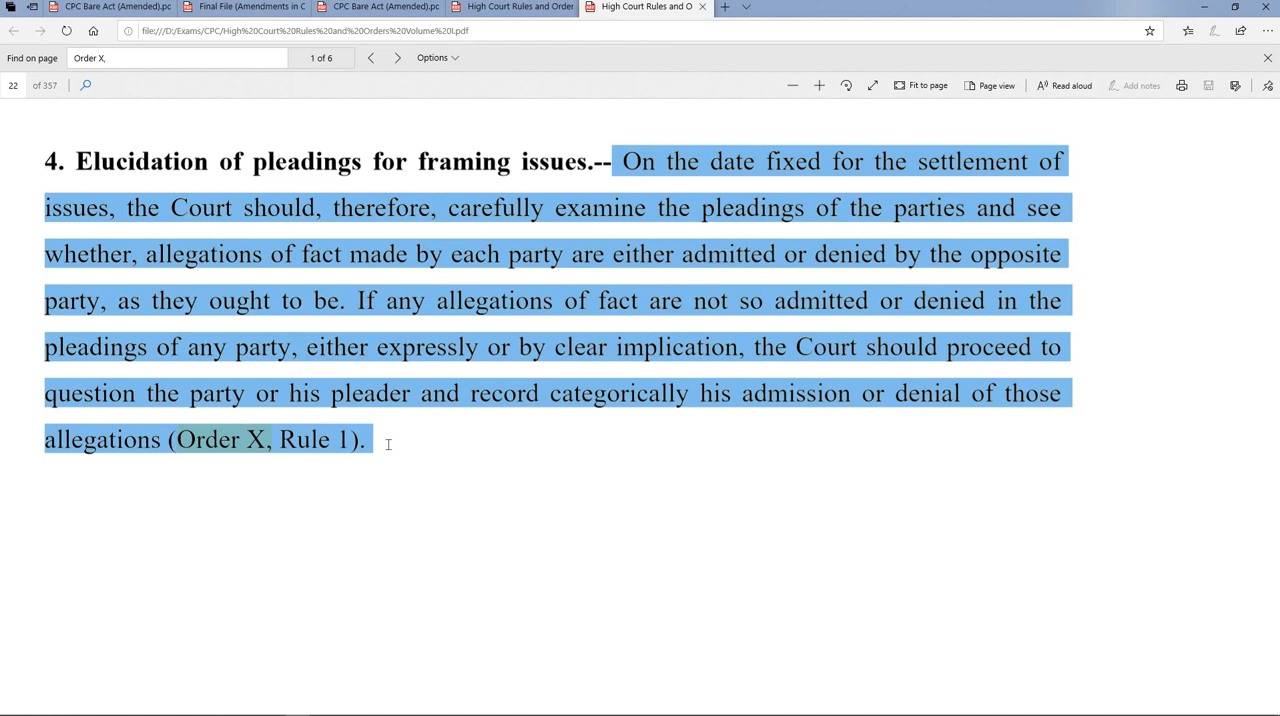 CPC Bare Act (Amended).pc
Final File (Amendments in C
CPC Bare Act (Amended).pc
High Court Rules and Order
High Court Rules and O
file:///D:/Exams/CPC/High%20Court%20Rules%20and%20Orders%20Volume%20I.pdf
Find on page Order X, 1 of 6 Options
22 of 357 Fit to page Page view Read aloud Add notes
4. Elucidation of pleadings for framing issues.-- On the date fixed for the settlement of
issues, the Court should, therefore, carefully examine the pleadings of the parties and see
whether, allegations of fact made by each party are either admitted or denied by the opposite
party, as they ought to be. If any allegations of fact are not so admitted or denied in the
pleadings of any party, either expressly or by clear implication, the Court should proceed to
question the party or his pleader and record categorically his admission or denial of those
allegations (Order X, Rule 1).